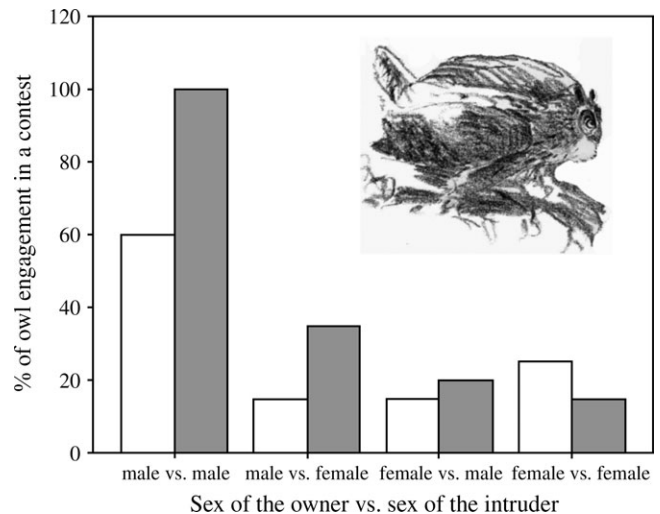 % of owl engagement in a contest
120
100
80
60
40
20
0
male vs. male male vs. female female vs. male female vs. female
Sex of the owner vs. sex of the intruder